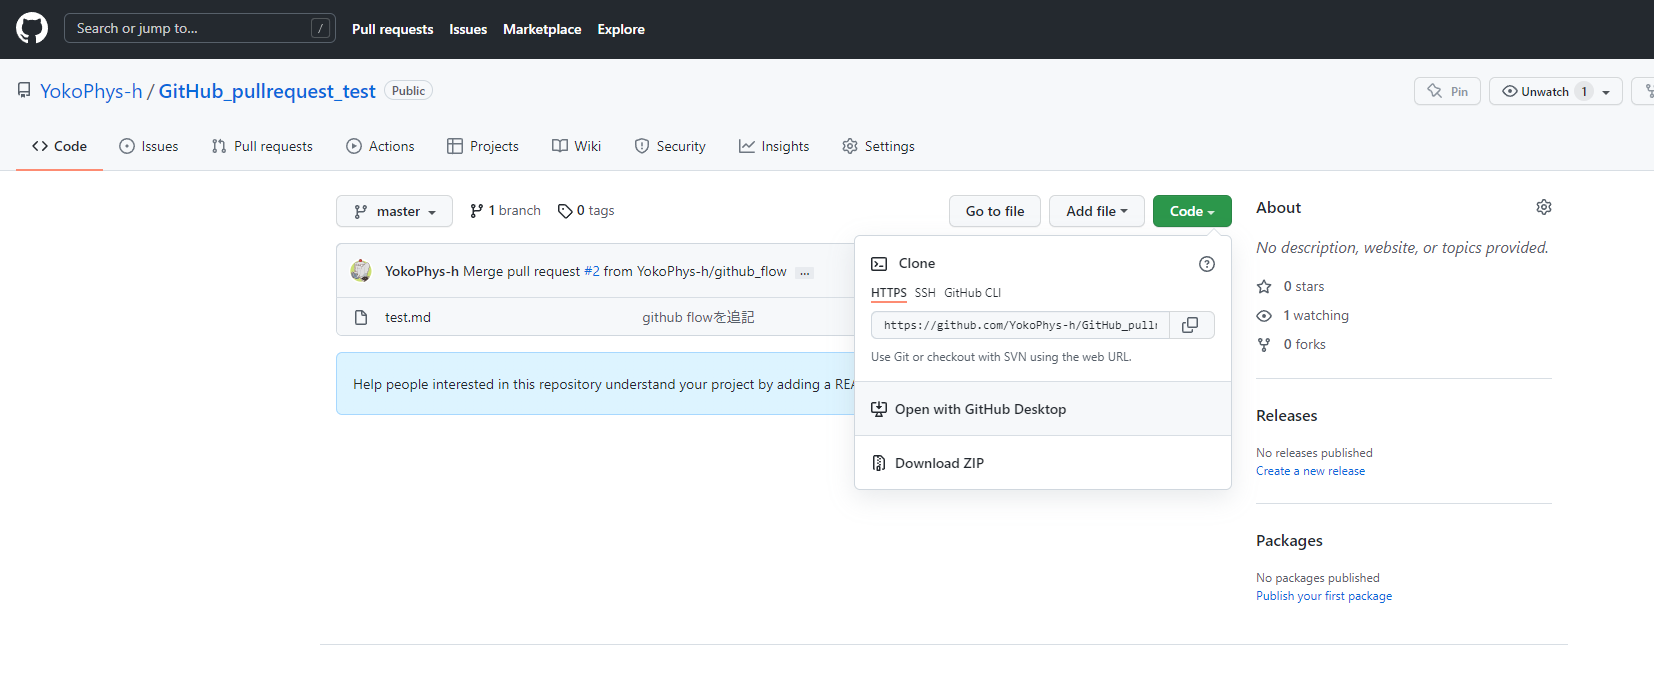 Search or jump to... /
Pull requests Issues Marketplace Explore
YokoPhys-h / GitHub_pullrequest_test Public
Pin
Unwatch 1
Code Issues Pull requests Actions Projects Wiki Security Insights Settings
master 1 branch 0 tags
Go to file Add file Code
YokoPhys-h Merge pull request #2 from YokoPhys-h/github_flow ...
test.md github flowを追記
Help people interested in this repository understand your project by adding a
Clone
HTTPS SSH GitHub CLI
https://github.com/YokoPhys-h/GitHub_pull
Use Git or checkout with SVN using the web URL.
Open with GitHub Desktop
Download ZIP
About
No description, website, or topics provided.
0 stars
1 watching
0 forks
Releases
No releases published
Create a new release
Packages
No packages published
Publish your first package